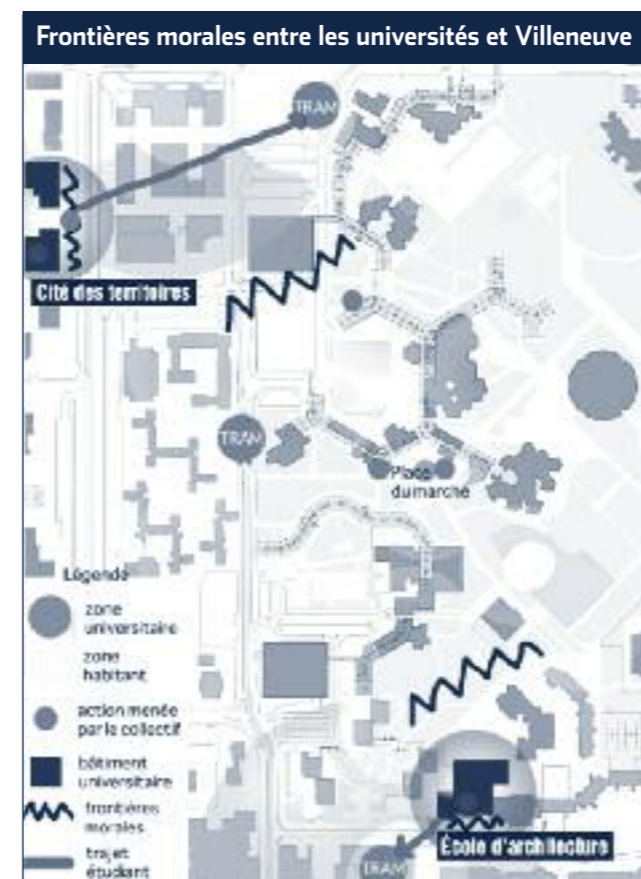 Frontières morales entre les universités et Villeneuve
TRAM
Cité des territoires
TRAM
Place
du marché
Légende
zone
universitaire
zone
habitant
action menée
par le collectif
bâtiment
universitaire
frontières
morales
trajet
étudiant
École d'architecture
TRAM